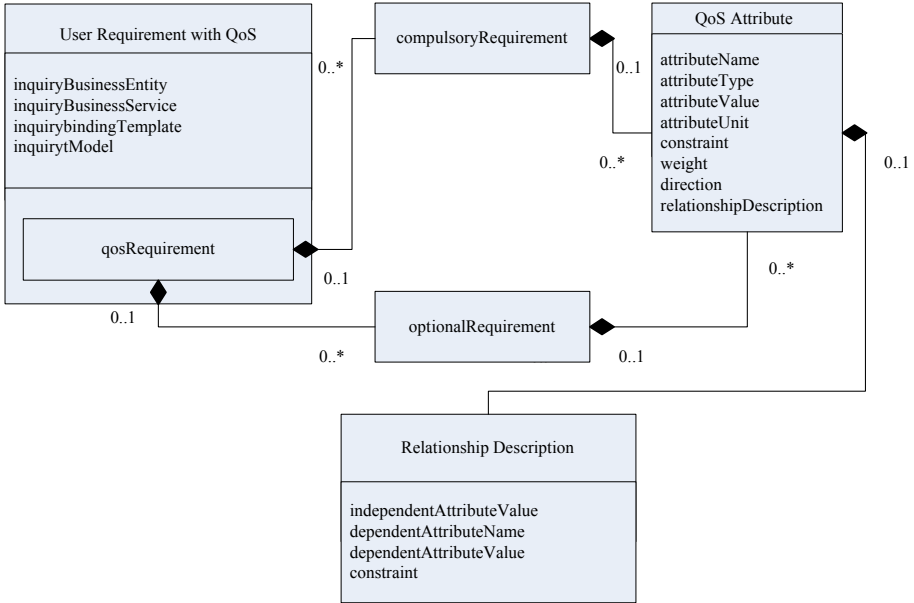 User Requirement with QoS
inquiryBusinessEntity
inquiryBusinessService
inquirybindingTemplate
inquirytModel
qosRequirement
0..1
0..1
0..*
compulsoryRequirement
0..1
0..*
QoS Attribute
attributeName
attributeType
attributeValue
attributeUnit
constraint
weight
direction
relationshipDescription
0..1
0..*
0..*
optionalRequirement
0..1
Relationship Description
independentAttributeValue
dependentAttributeName
dependentAttributeValue
constraint